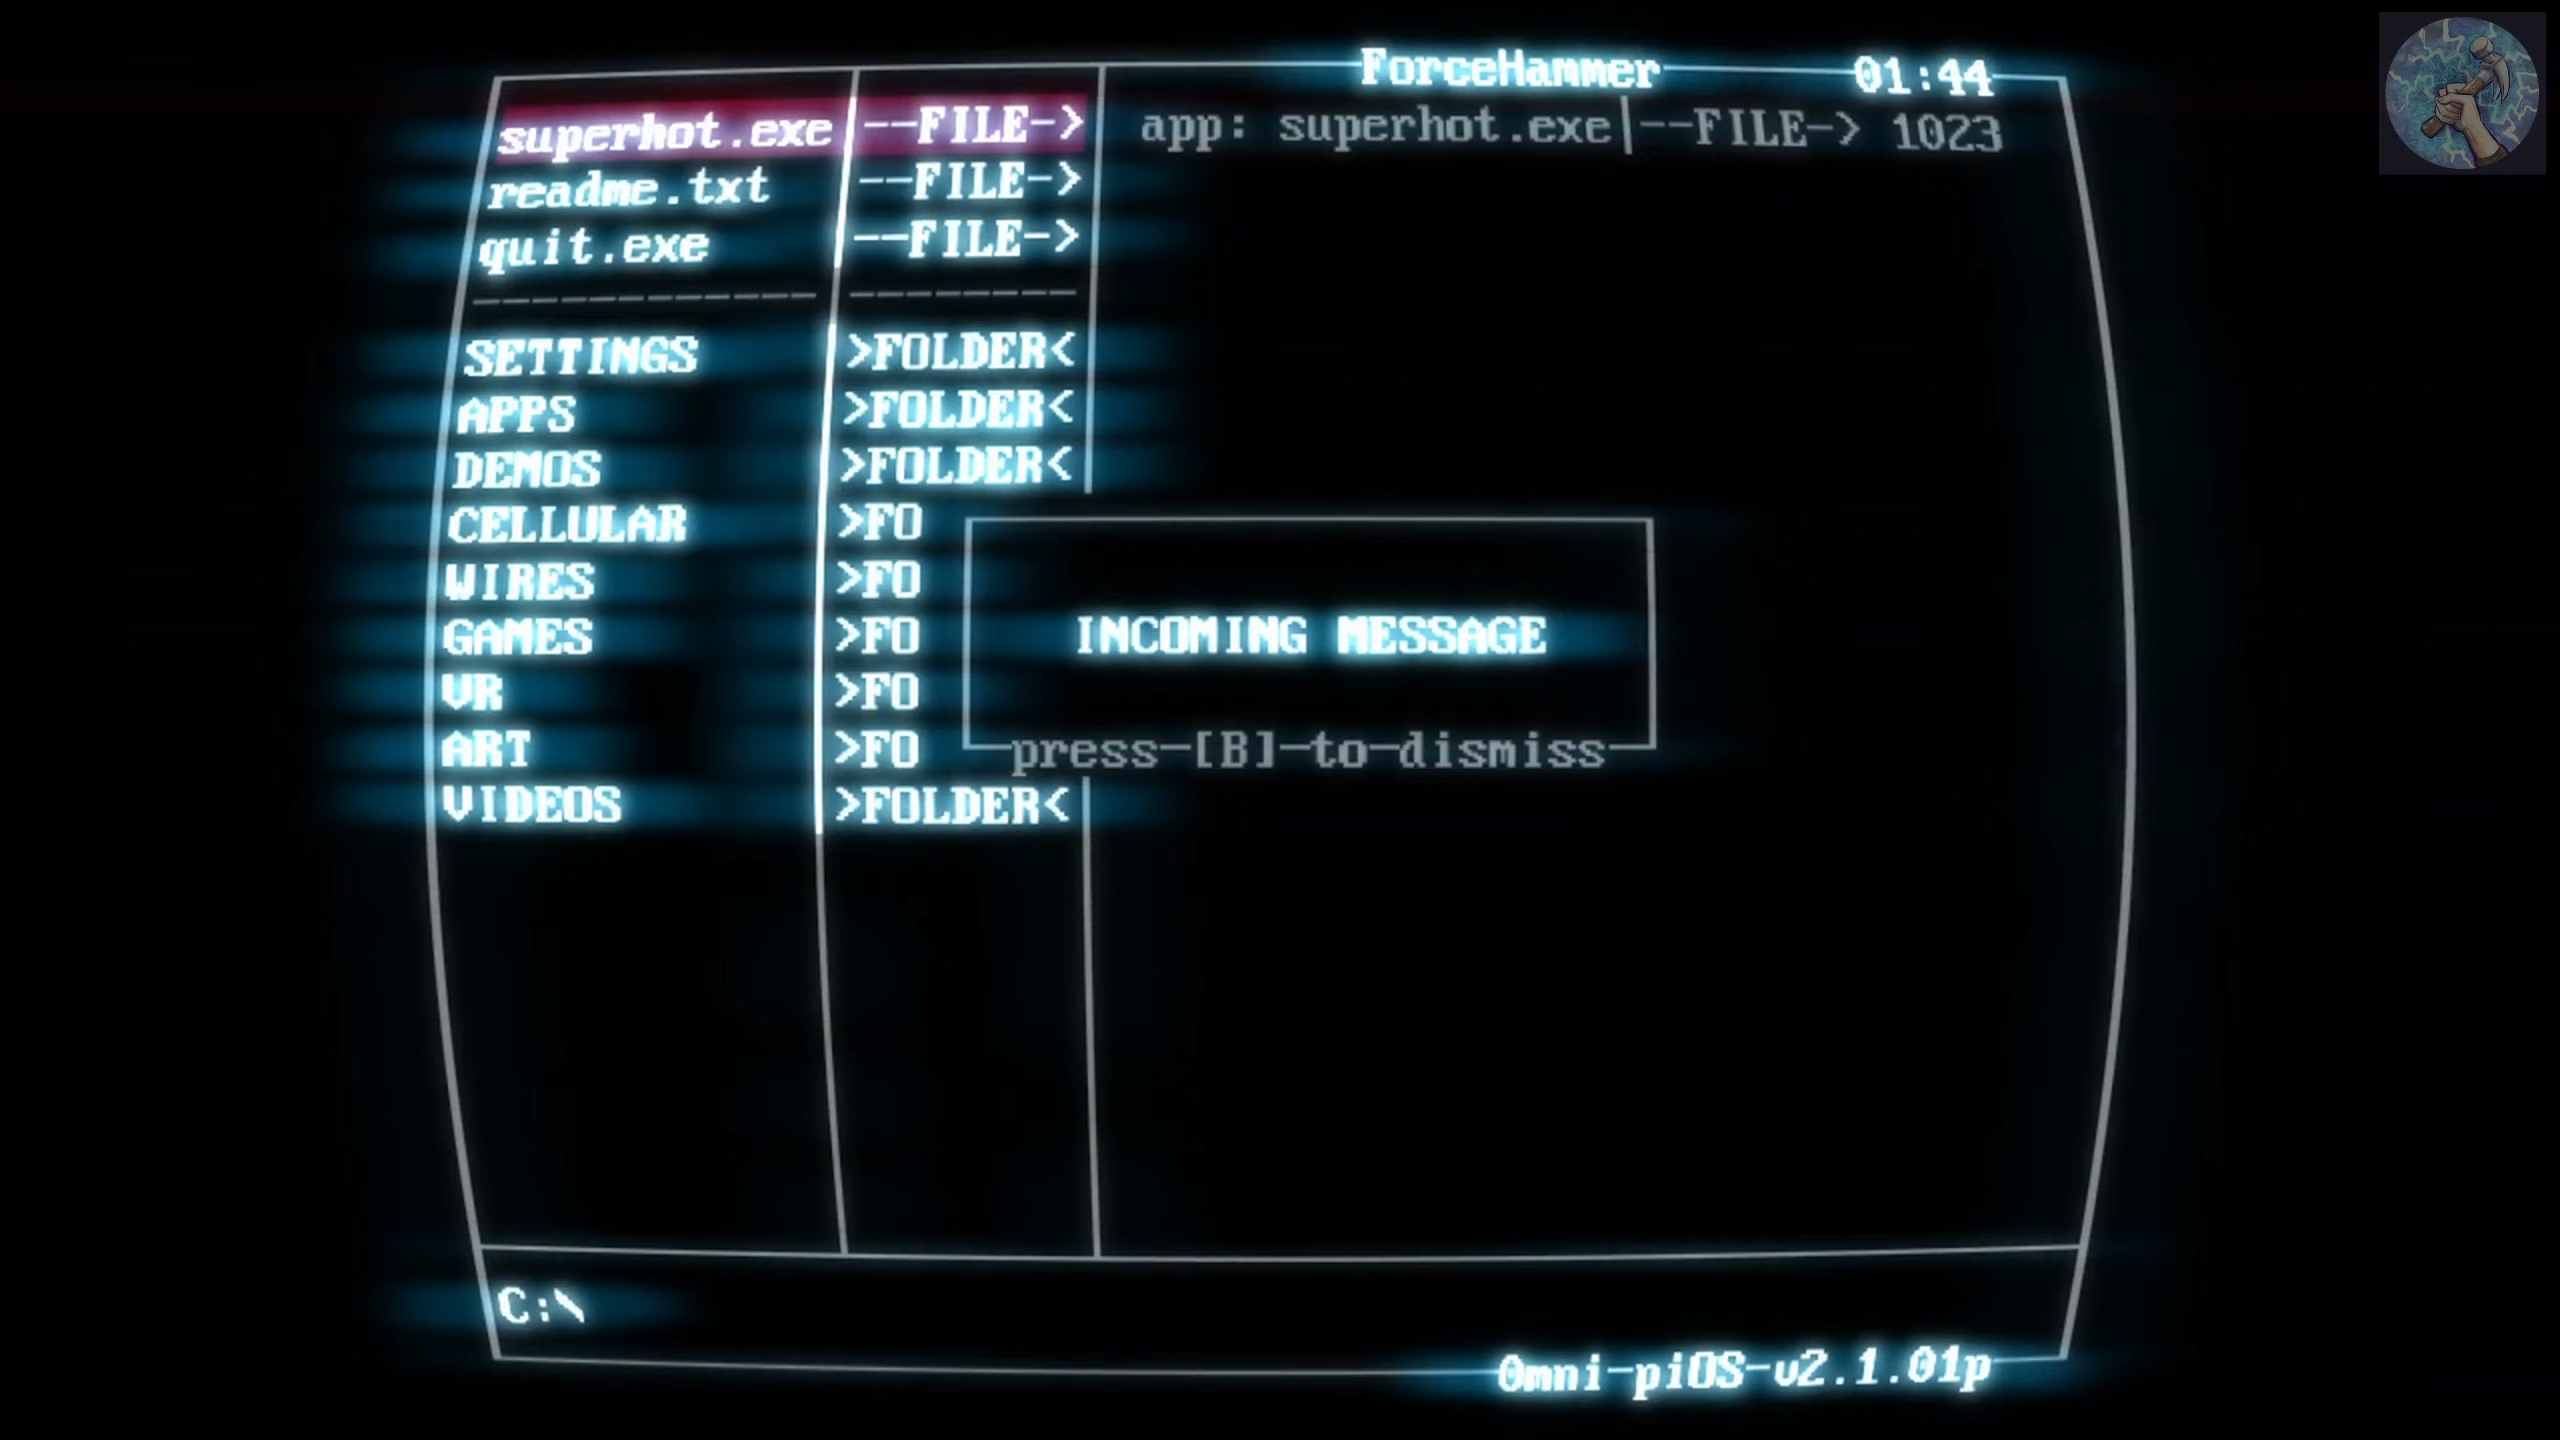 ForceHammer 01:44
superhot.exe --FILE-> app: superhot.exe|--FILE-> 1023
readme.txt --FILE->
quit.exe --FILE->
SETTINGS >FOLDER<
APPS >FOLDER<
DEMOS >FOLDER<
CELLULAR >FO
WIRES >FO
GAMES >FO
VR >FO
ART >FO
VIDEOS >FOLDER<
INCOMING MESSAGE
press-[B]-to-dismiss
C:\
0mni-piOS-v2.1.01p